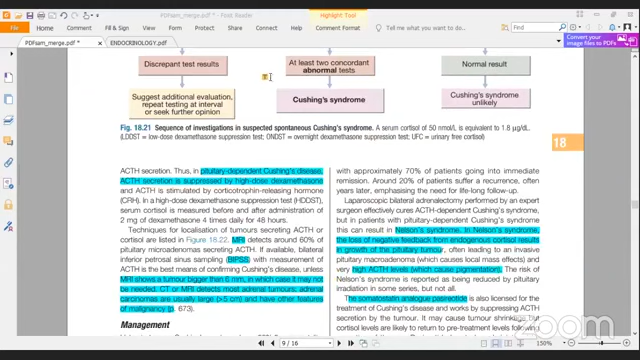 PDFsam_merge.pdf * - Foxit Reader
Highlight Tool
File
Home
Comment
View
Form
Protect
Share
Connect
Help
Comment Format
Tell me what you want to do...
PDFsam_merge.pdf *
ENDOCRINOLOGY.pdf
Convert your image files to PDFs
Discrepant test results
At least two concordant
abnormal tests
Normal result
Suggest additional evaluation,
repeat testing at interval
or seek further opinion
Cushing's syndrome
Cushing's syndrome
unlikely
Fig. 18.21 Sequence of investigations in suspected spontaneous Cushing's syndrome. A serum cortisol of 50 nmol/L is equivalent to 1.8 µg/dL.
(LDDST = low-dose dexamethasone suppression test; ONDST = overnight dexamethasone suppression test; UFC = urinary free cortisol)
18
ACTH secretion. Thus, in pituitary-dependent Cushing's disease,
ACTH secretion is suppressed by high-dose dexamethasone
and ACTH is stimulated by corticotrophin-releasing hormone
(CRH). In a high-dose dexamethasone suppression test (HDDST),
serum cortisol is measured before and after administration of
2 mg of dexamethasone 4 times daily for 48 hours.
Techniques for localisation of tumours secreting ACTH or
cortisol are listed in Figure 18.22. MRI detects around 60% of
pituitary microadenomas secreting ACTH. If available, bilateral
inferior petrosal sinus sampling (BIPSS) with measurement of
ACTH is the best means of confirming Cushing's disease, unless
MRI shows a tumour bigger than 6 mm, in which case it may not
be needed. CT or MRI detects most adrenal tumours; adrenal
carcinomas are usually large (>5 cm) and have other features
of malignancy (p. 673).
Management
with approximately 70% of patients going into immediate
remission. Around 20% of patients suffer a recurrence, often
years later, emphasising the need for life-long follow-up.
Laparoscopic bilateral adrenalectomy performed by an expert
surgeon effectively cures ACTH-dependent Cushing's syndrome,
but in patients with pituitary-dependent Cushing's syndrome
this can result in Nelson's syndrome. In Nelson's syndrome,
the loss of negative feedback from endogenous cortisol results
in growth of the pituitary tumour, often leading to an invasive
pituitary macroadenoma (which causes local mass effects) and
very high ACTH levels (which cause pigmentation). The risk of
Nelson's syndrome is reported as being reduced by pituitary
irradiation in some series, but not all.
The somatostatin analogue pasireotide is also licensed for the
treatment of Cushing's disease and works by suppressing ACTH
secretion by the tumour. It may cause tumour shrinkage but
cortisol levels are likely to return to pre-treatment levels following
9 / 16
150%
zoom